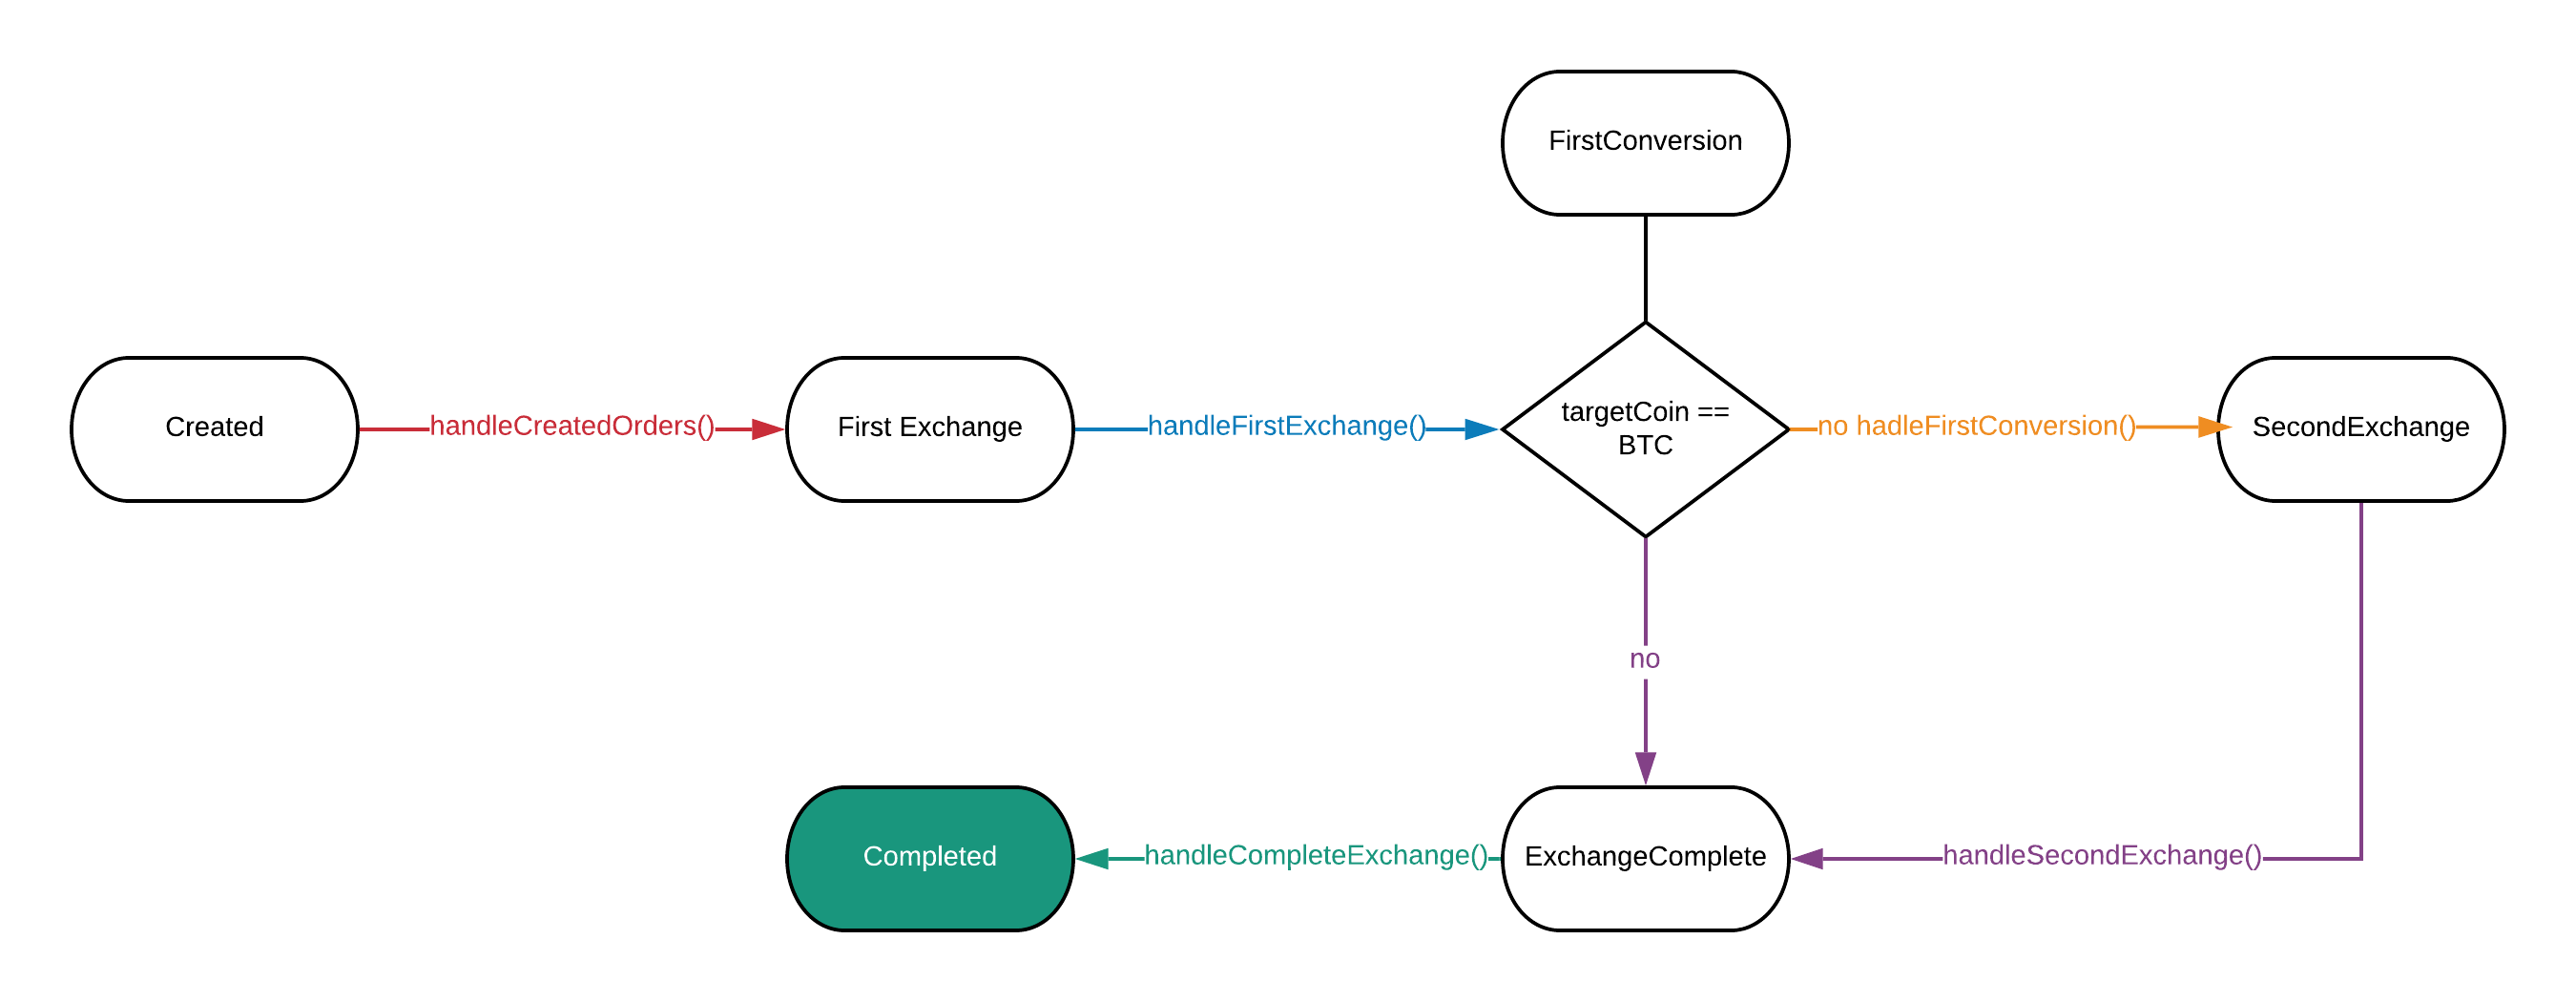 FirstConversion
Created
handleCreatedOrders()
First Exchange
handleFirstExchange()
targetCoin ==
BTC
no hadleFirstConversion()
SecondExchange
no
Completed
handleCompleteExchange()
ExchangeComplete
handleSecondExchange()